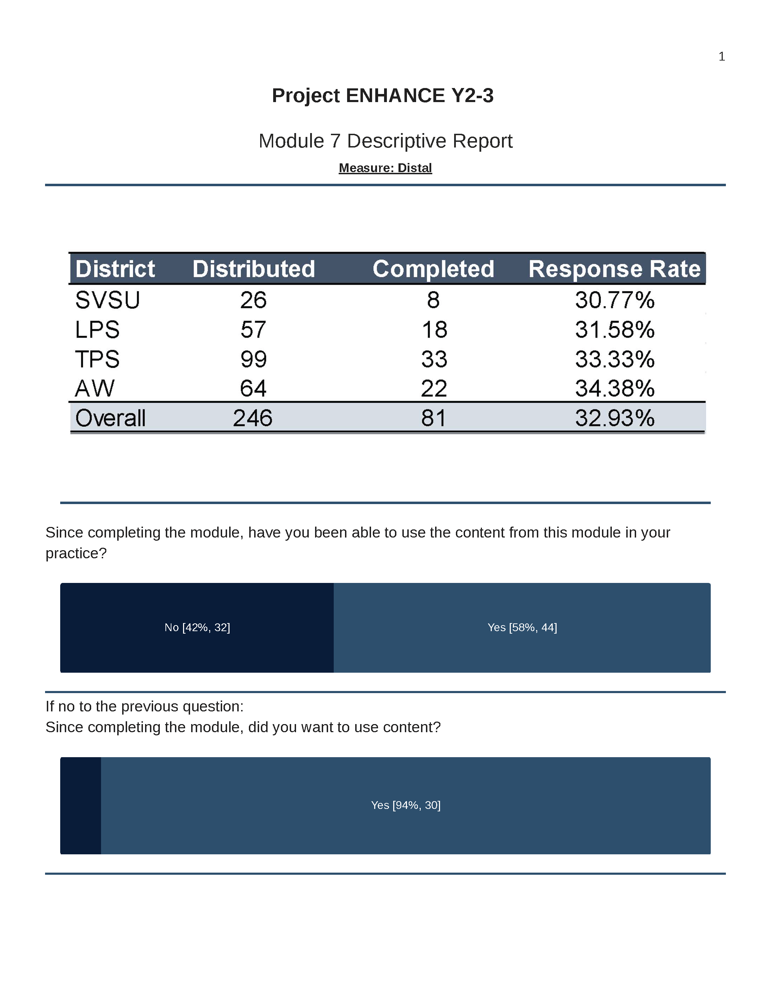 1
Project ENHANCE Y2-3
Module 7 Descriptive Report
Measure: Distal
District Distributed Completed Response Rate
SVSU 26 8 30.77%
LPS 57 18 31.58%
TPS 99 33 33.33%
AW 64 22 34.38%
Overall 246 81 32.93%
Since completing the module, have you been able to use the content from this module in your
practice?
No [42%, 32] Yes [58%, 44]
If no to the previous question:
Since completing the module, did you want to use content?
Yes [94%, 30]